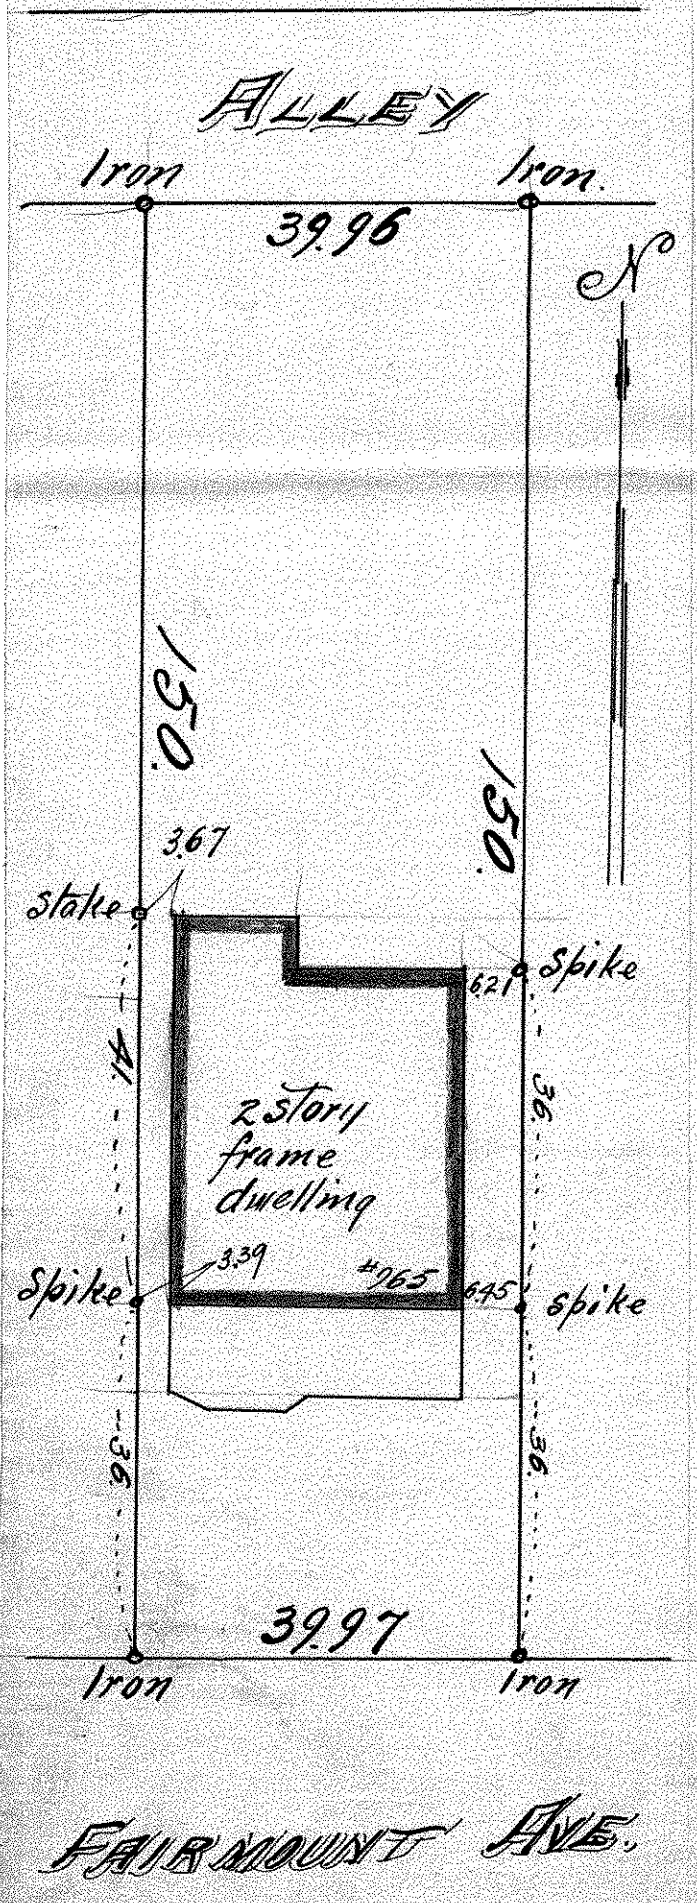 ALLEY
Iron
Iron.
39.96
N
150.
150.
3.67
Stake
Spike
6.21
41.
36.
2 story
frame
dwelling
3.39
#965
6.45
Spike
spike
36.
36.
39.97
Iron
Iron
FAIRMOUNT AVE.